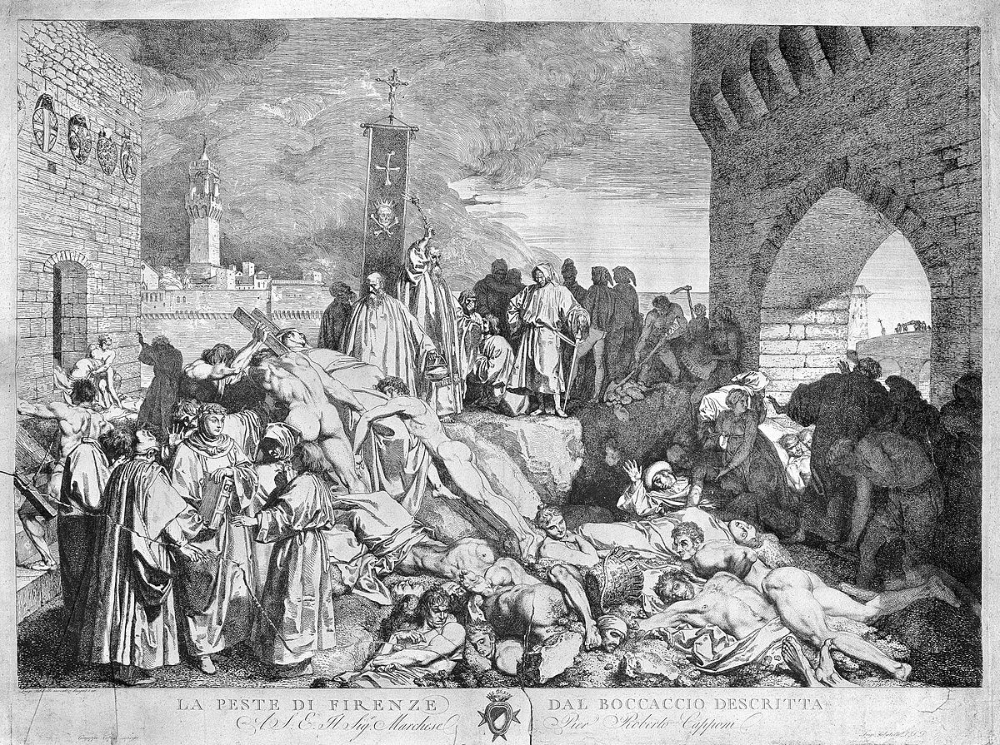 LA PESTE DI FIRENZE DAL BOCCACCIO DESCRITTA
A S. E. Il Sig. Marchese Pier Roberto Capponi